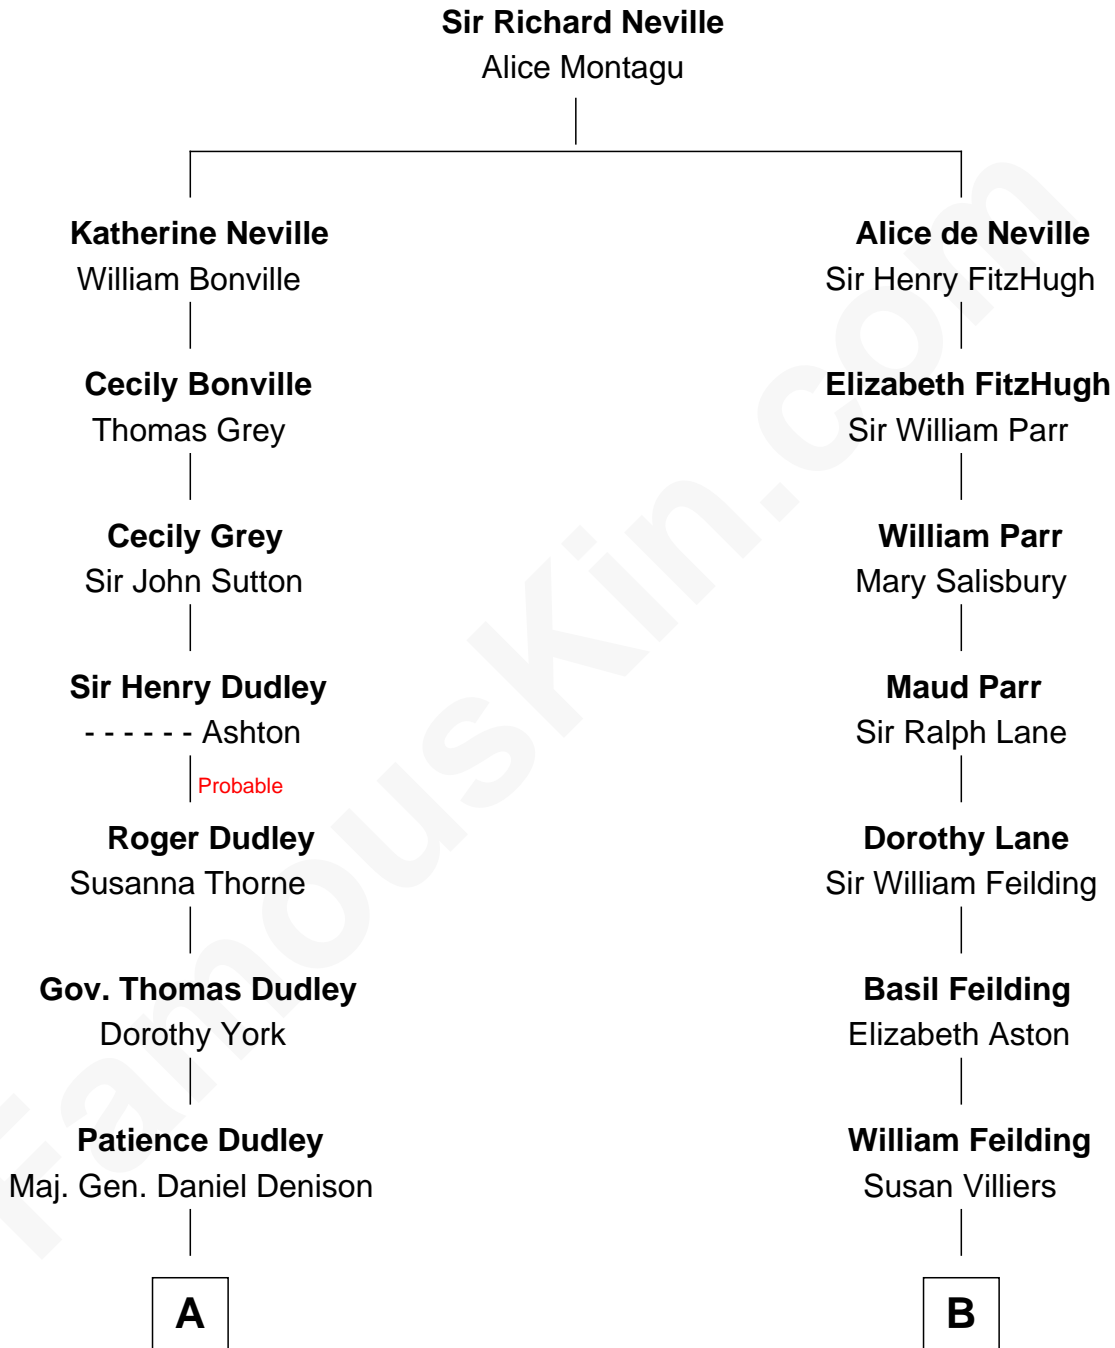 Sir Richard Neville
Alice Montagu
Katherine Neville
William Bonville
Alice de Neville
Sir Henry FitzHugh
Cecily Bonville
Thomas Grey
Elizabeth FitzHugh
Sir William Parr
Cecily Grey
Sir John Sutton
William Parr
Mary Salisbury
Sir Henry Dudley
- - - - - - Ashton
Probable
Maud Parr
Sir Ralph Lane
Roger Dudley
Susanna Thorne
Dorothy Lane
Sir William Feilding
Gov. Thomas Dudley
Dorothy York
Basil Feilding
Elizabeth Aston
Patience Dudley
Maj. Gen. Daniel Denison
William Feilding
Susan Villiers
A
B
FamousKin.com